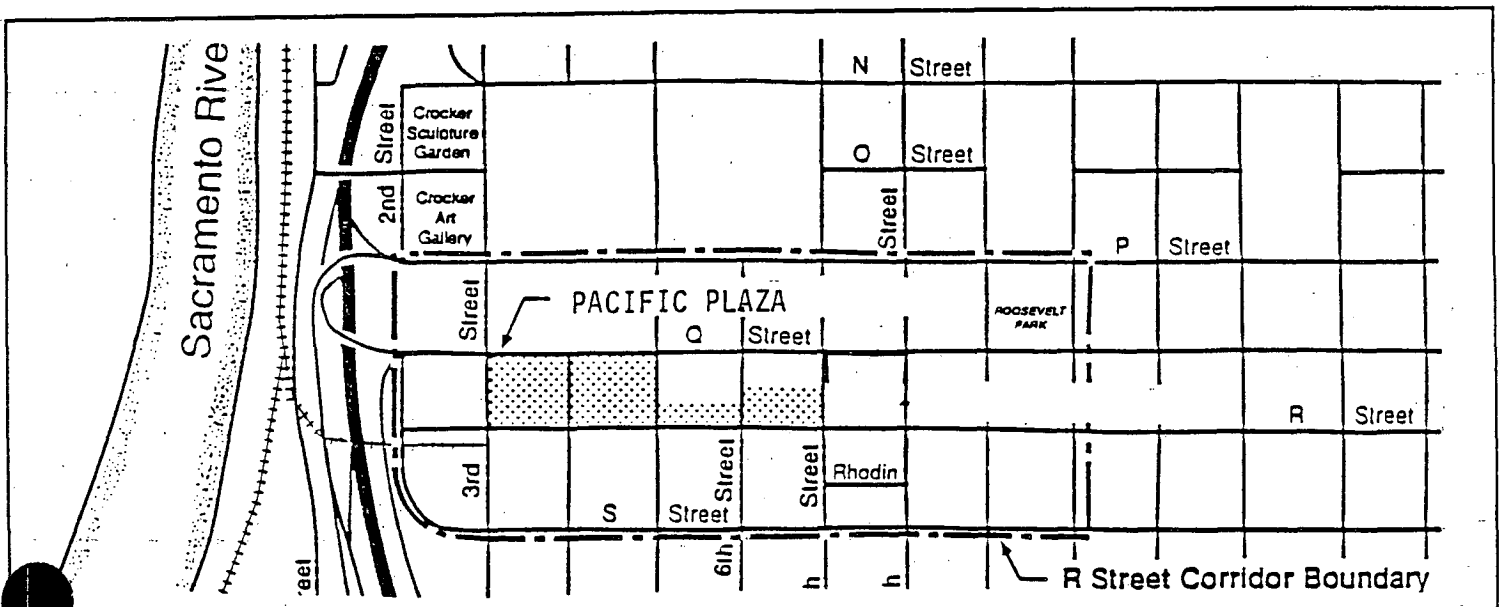 Sacramento Rive
2nd Street
Crocker
Sculpture
Garden
Crocker
Art
Gallery
N Street
O Street
Street
P Street
3rd Street
PACIFIC PLAZA
Q Street
ROOSEVELT
PARK
R Street
6th Street
Street
Rhodin
S Street
eel
h
h
R Street Corridor Boundary